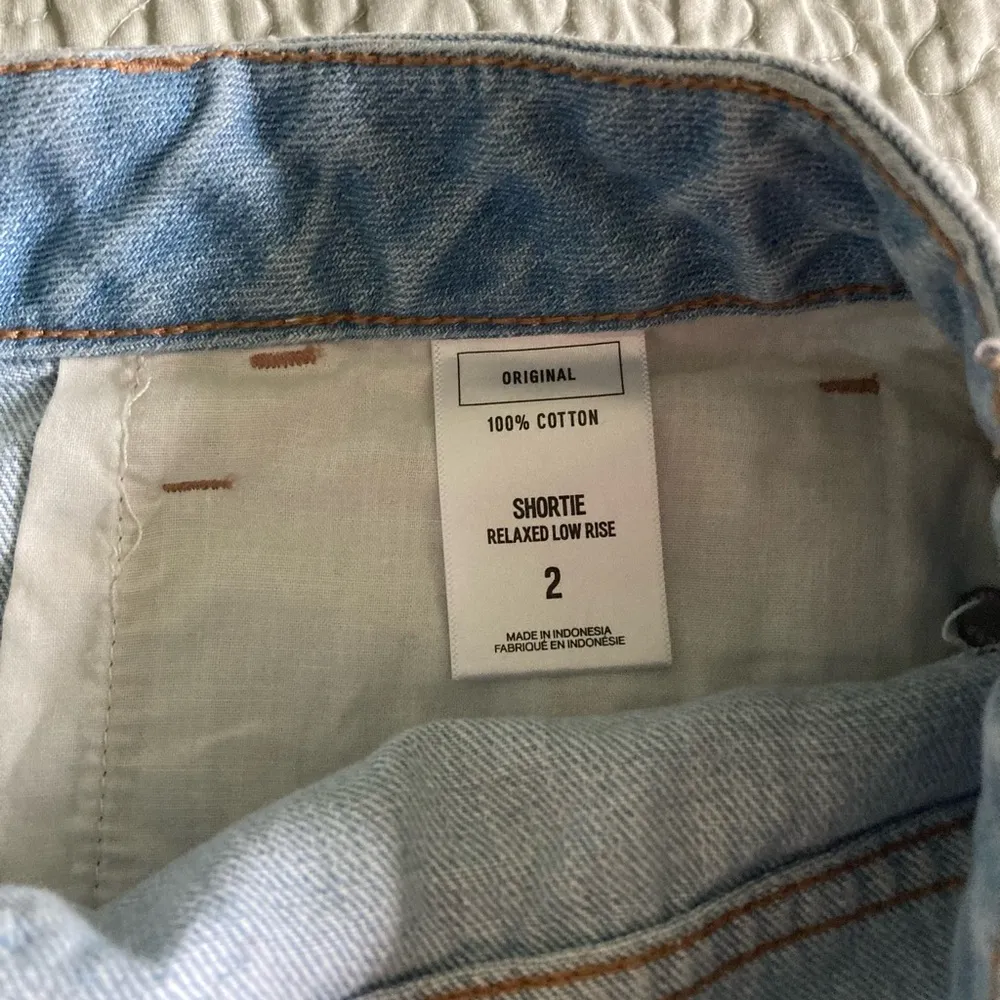 ORIGINAL
100% COTTON
SHORTIE
RELAXED LOW RISE
2
MADE IN INDONESIA
FABRIQUÉ EN INDONÉSIE